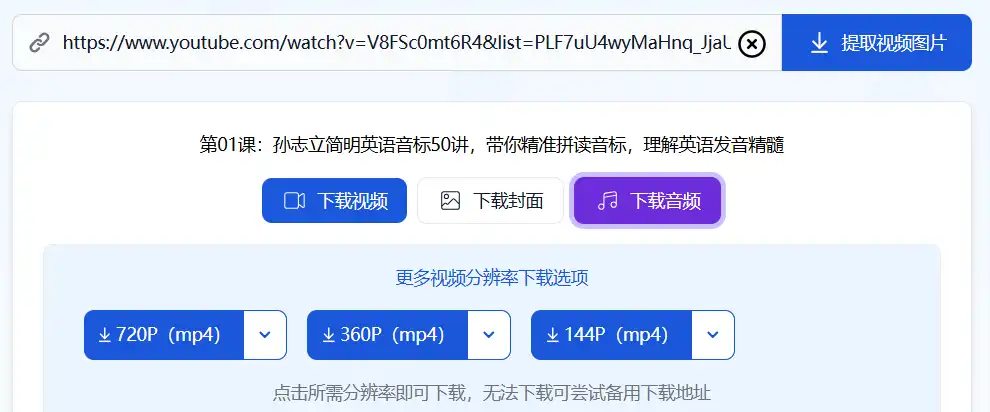 https://www.youtube.com/watch?v=V8FSc0mt6R4&list=PLF7uU4wyMaHnq_JjaU
提取视频图片
第01课：孙志立简明英语音标50讲，带你精准拼读音标，理解英语发音精髓
下载视频 下载封面 下载音频
更多视频分辨率下载选项
720P（mp4） 360P（mp4） 144P（mp4）
点击所需分辨率即可下载，无法下载可尝试备用下载地址